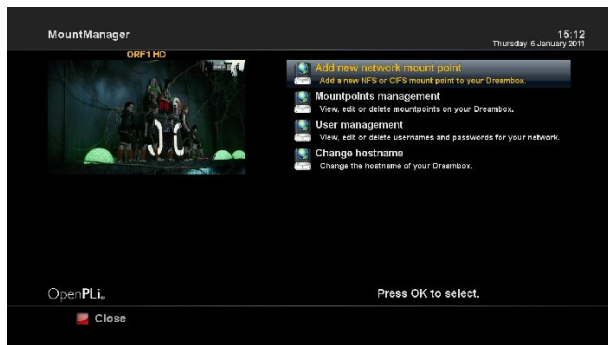 MountManager
15:12
Thursday 6 January 2011
ORF1 HD
Add new network mount point
Add a new NFS or CIFS mount point to your Dreambox.
Mountpoints management
View, edit or delete mountpoints on your Dreambox.
User management
View, edit or delete usernames and passwords for your network.
Change hostname
Change the hostname of your Dreambox.
OpenPLi
Press OK to select.
Close